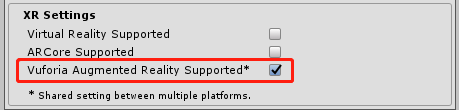 XR Settings
Virtual Reality Supported
ARCore Supported
Vuforia Augmented Reality Supported*
* Shared setting between multiple platforms.